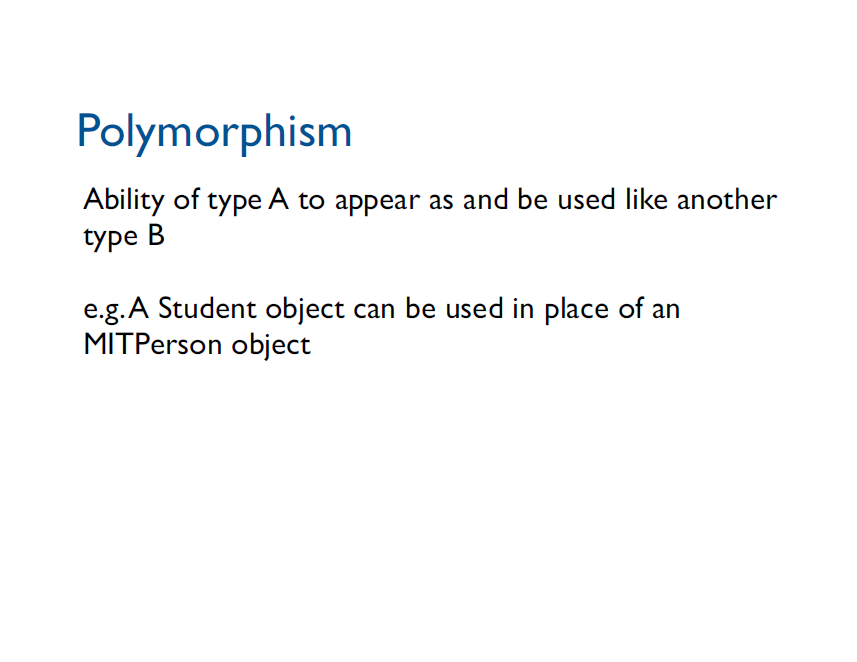 Polymorphism
Ability of type A to appear as and be used like another
type B
e.g. A Student object can be used in place of an
MITPerson object